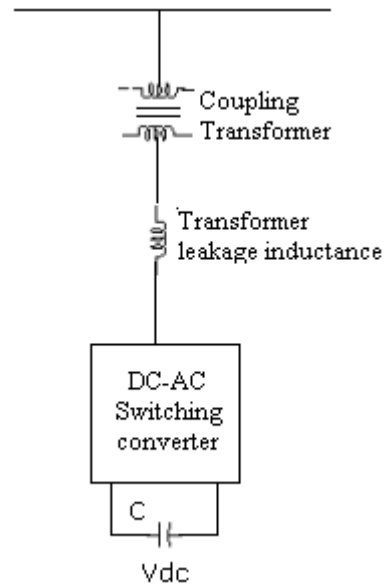 Coupling
Transformer
Transformer
leakage inductance
DC-AC
Switching
converter
C
Vdc